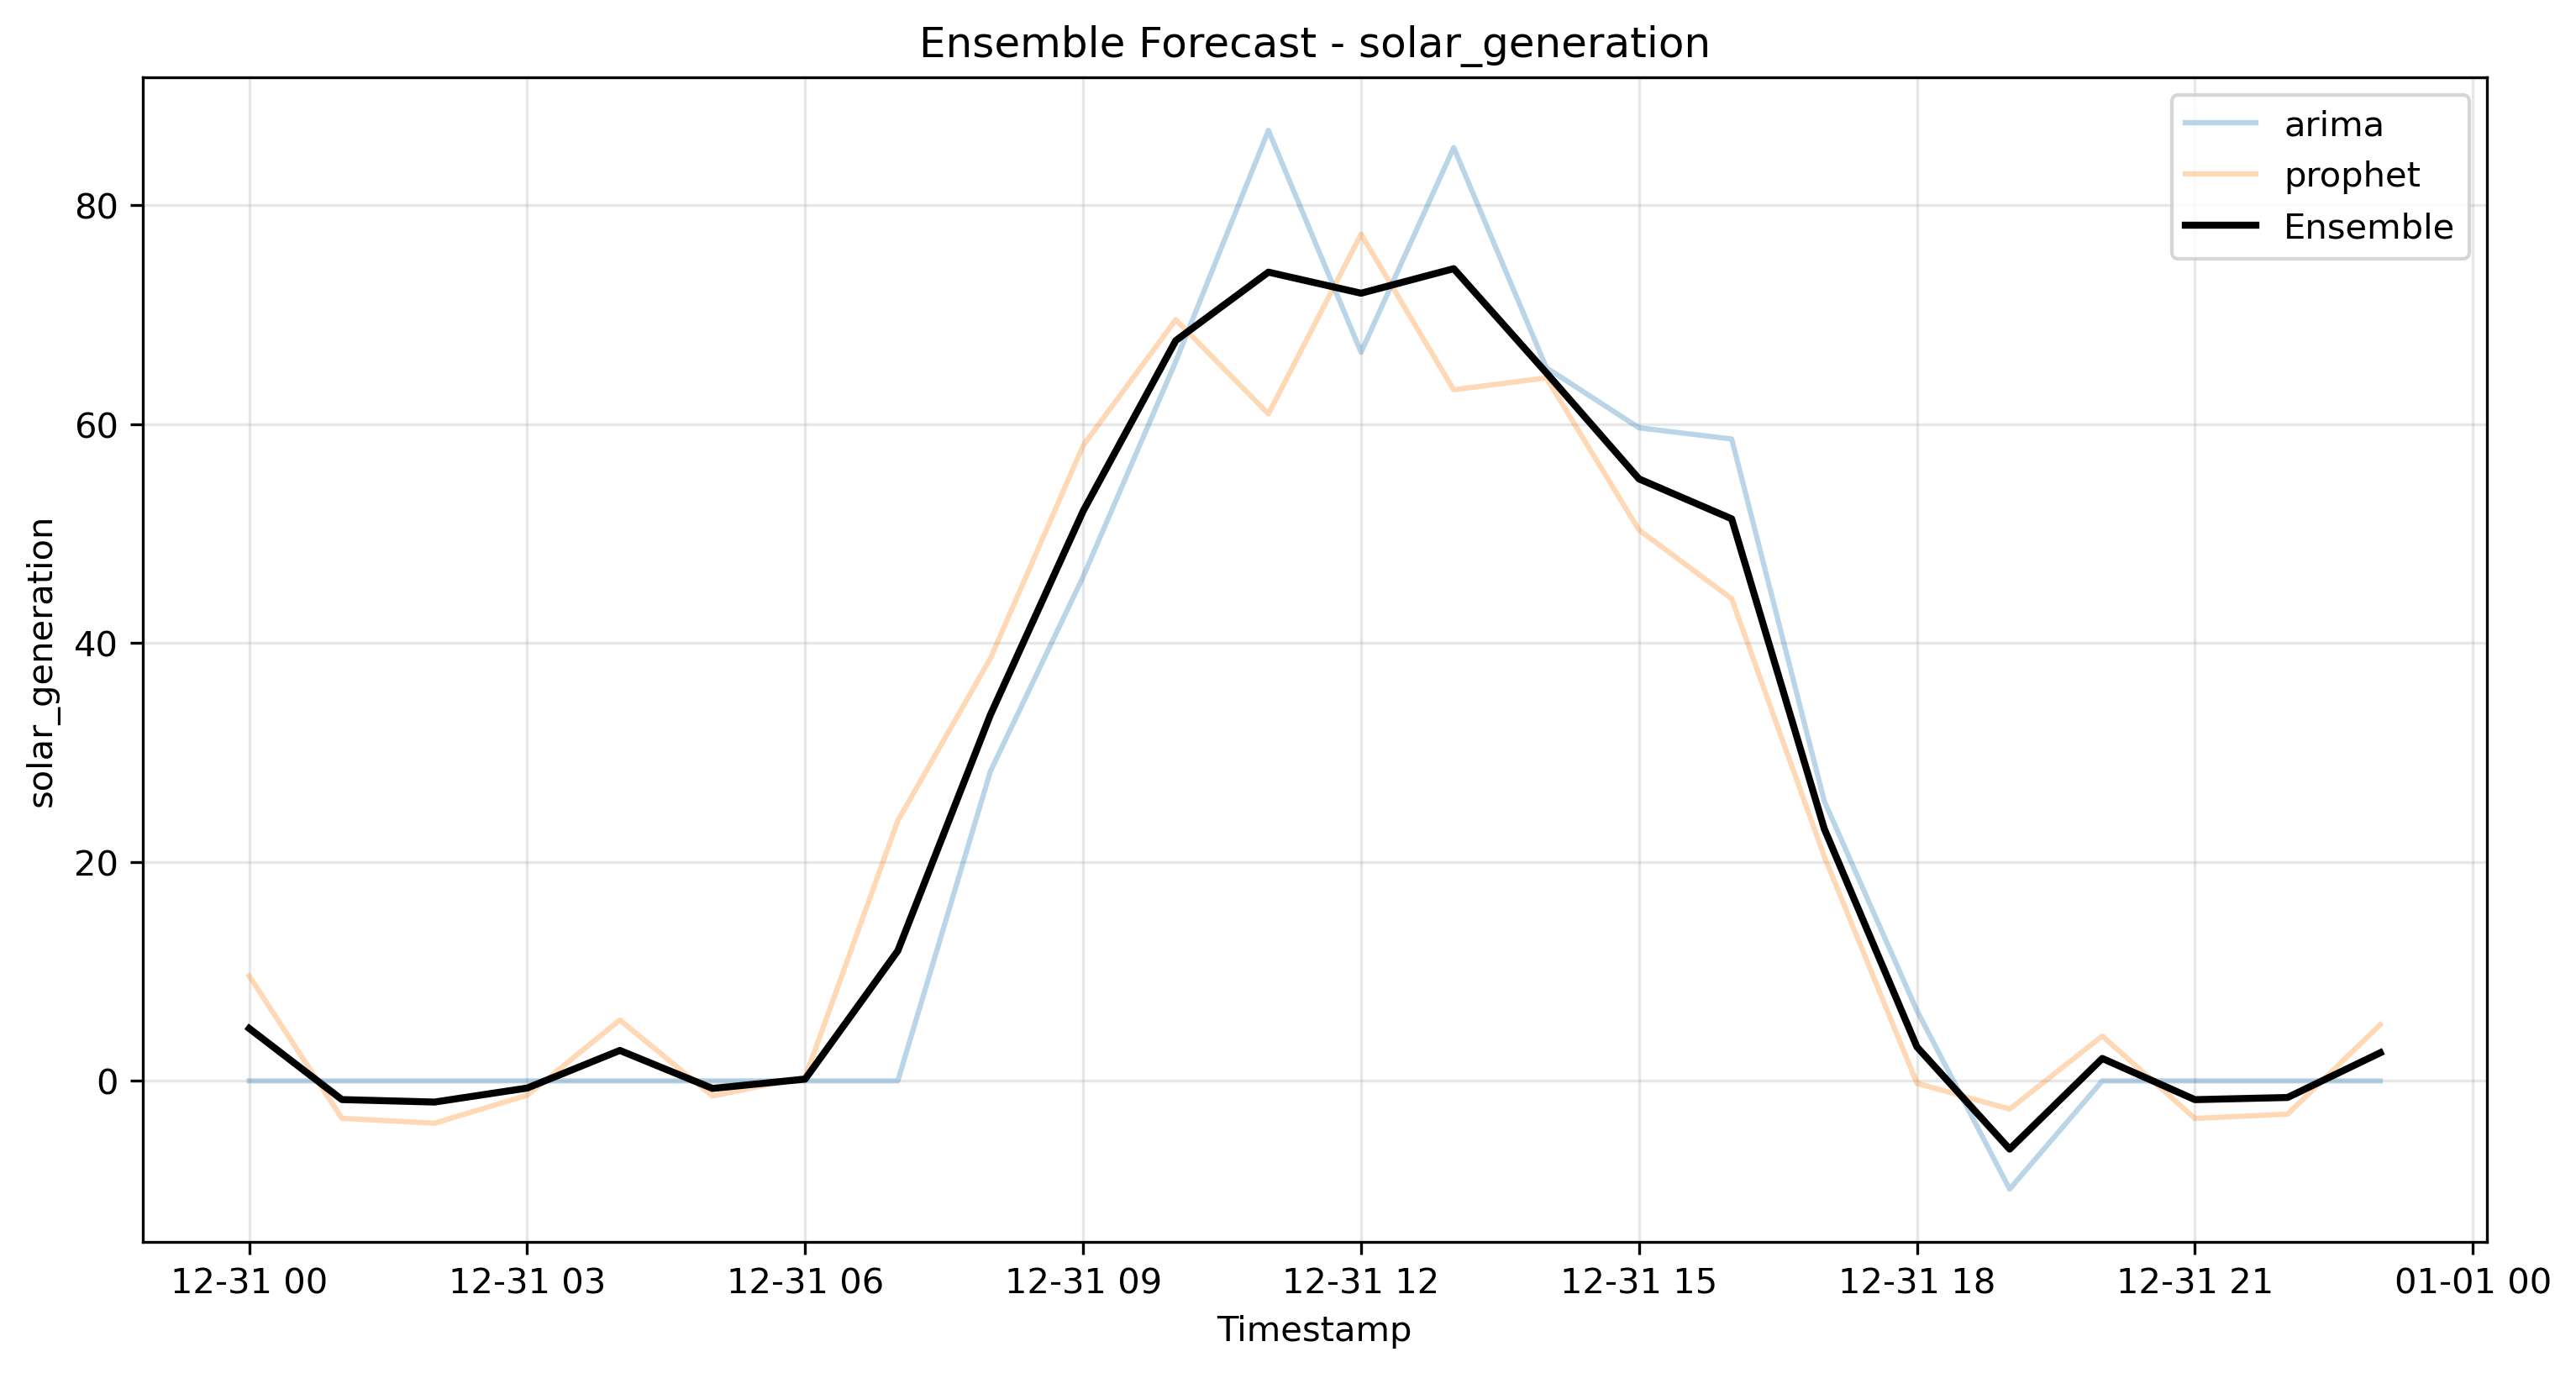 Ensemble Forecast - solar_generation
arima
prophet
Ensemble
solar_generation
80
60
40
20
0
12-31 00
12-31 03
12-31 06
12-31 09
12-31 12
12-31 15
12-31 18
12-31 21
01-01 00
Timestamp